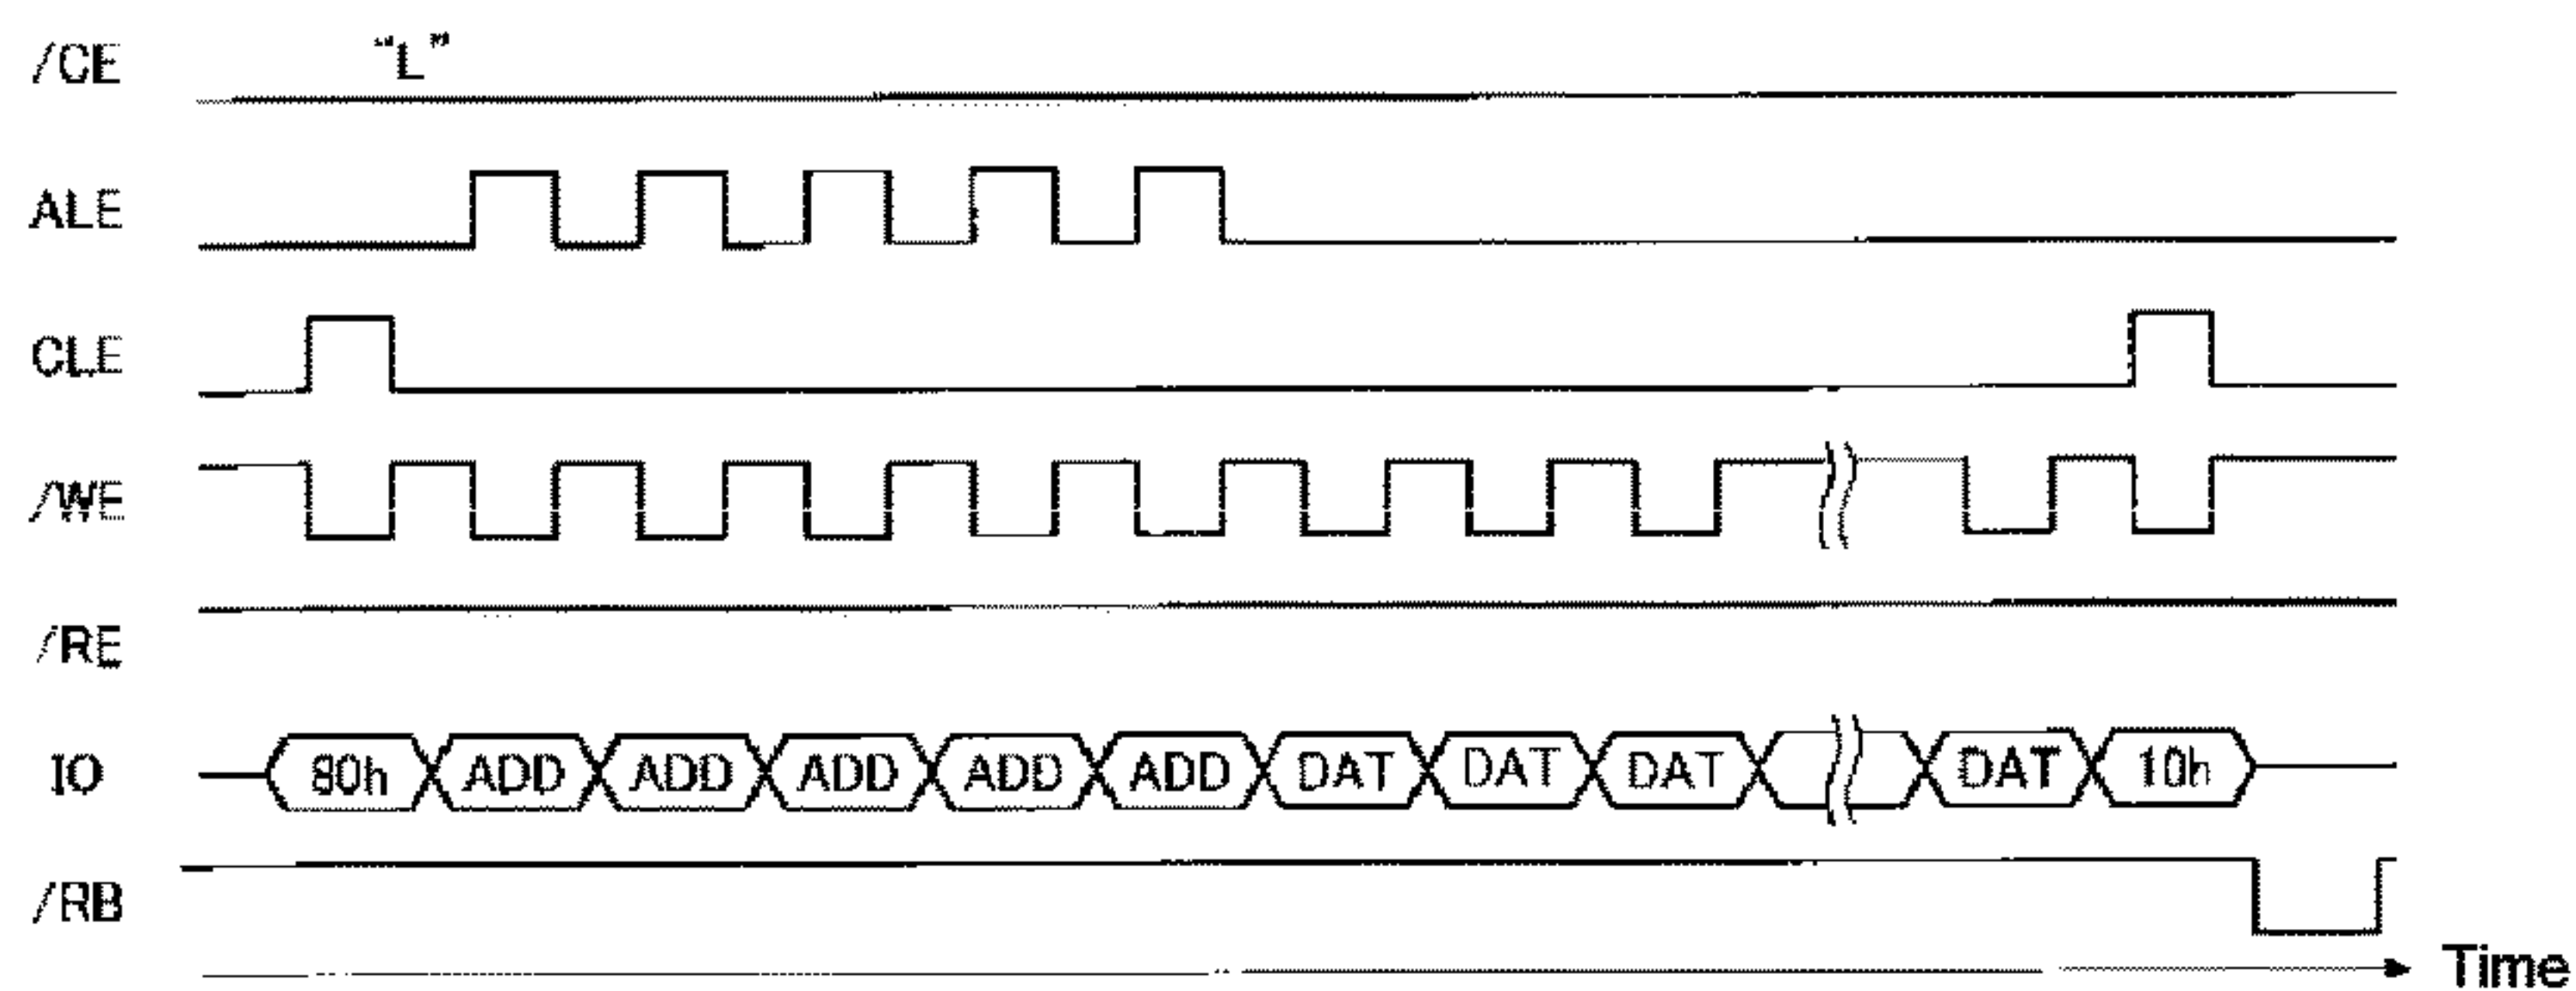 /CE "L"
ALE
CLE
/WE
/RE
IO 80h ADD ADD ADD ADD ADD DAT DAT DAT DAT 10h
/RB
Time